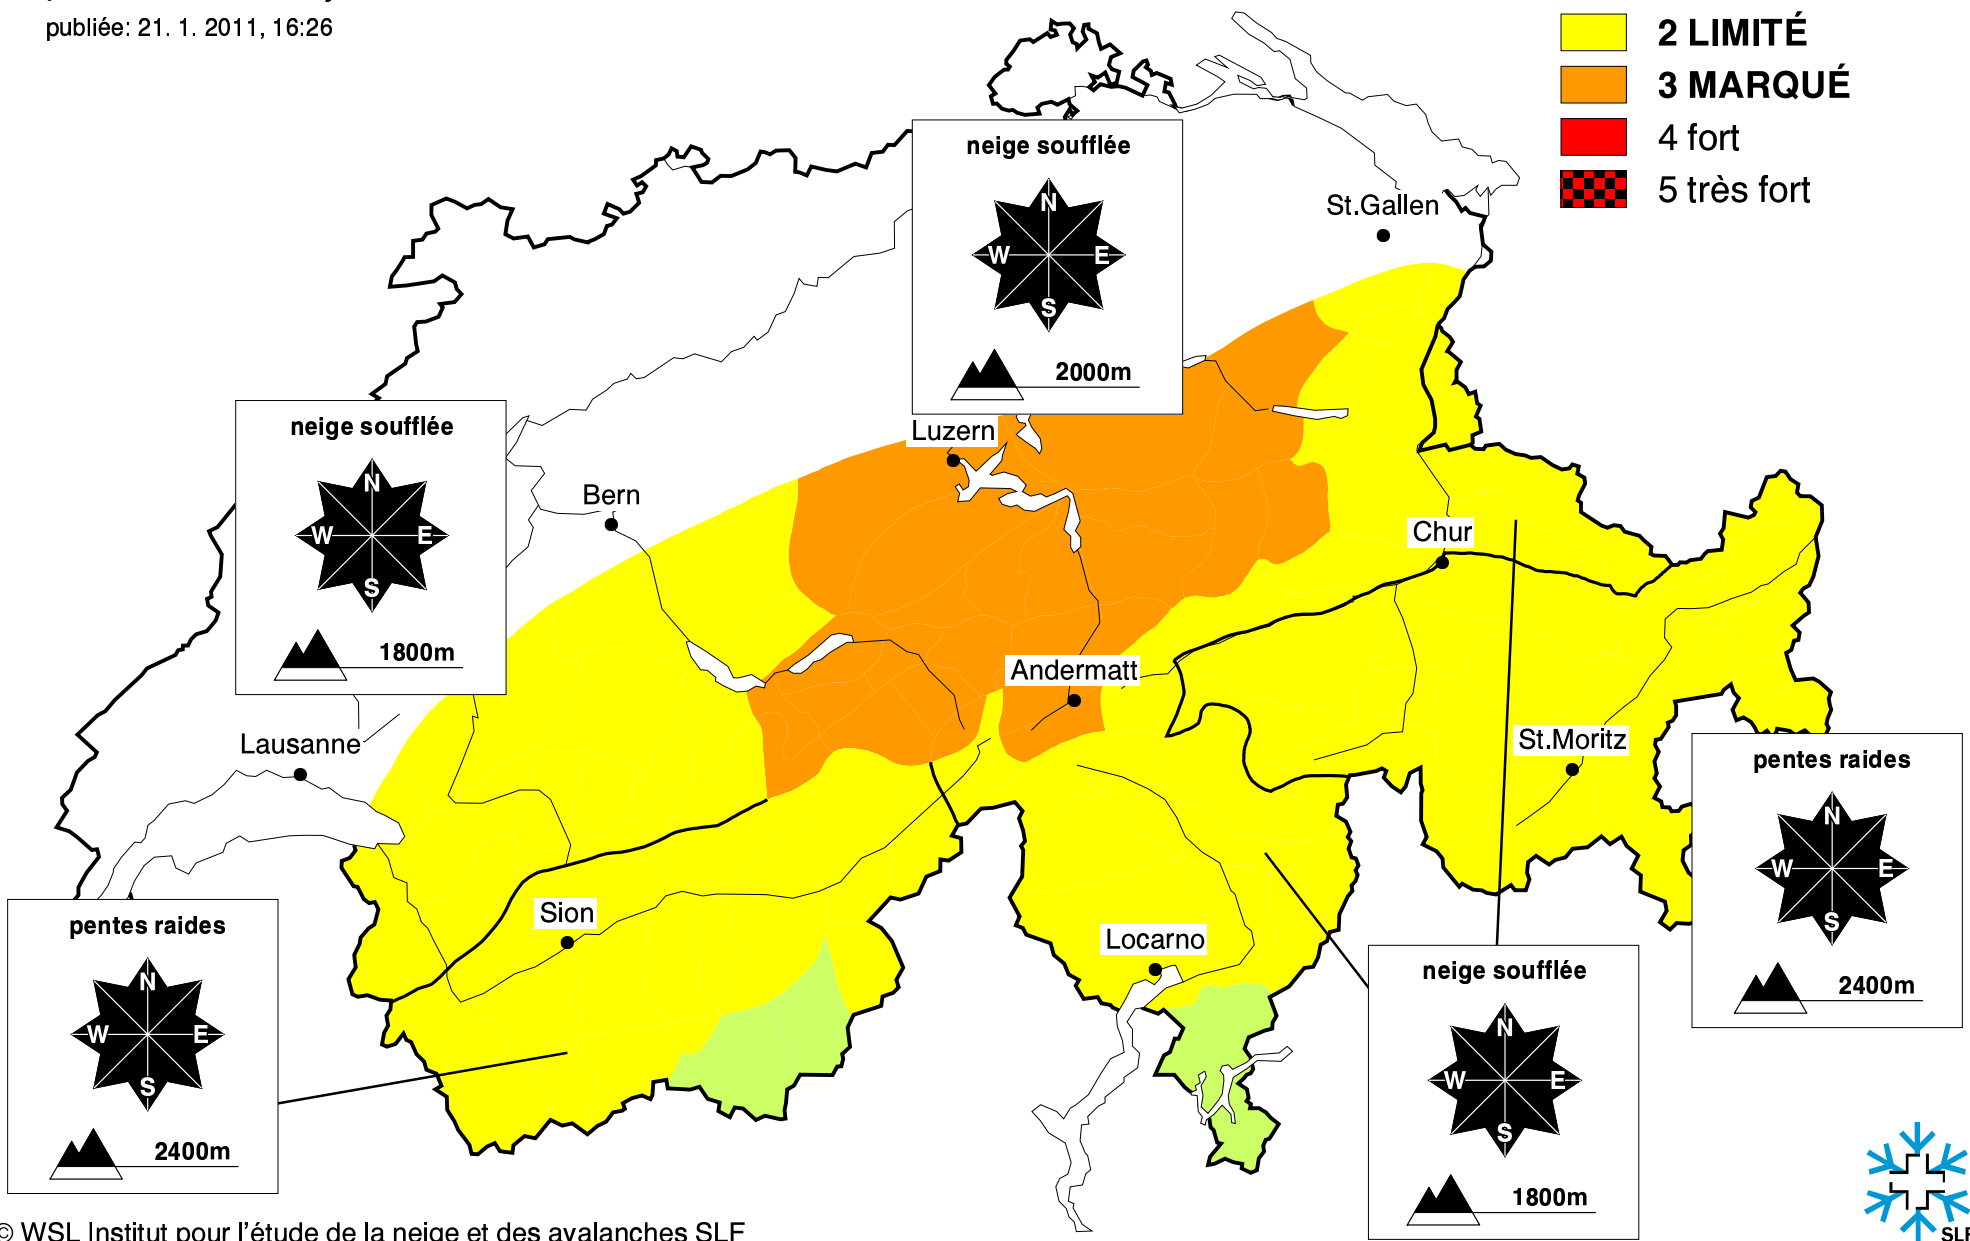 publiée: 21. 1. 2011, 16:26
2 LIMITÉ
3 MARQUÉ
4 fort
5 très fort
neige soufflée
N
W E
S
2000m
St.Gallen
neige soufflée
N
W E
S
1800m
Luzern
Bern
Chur
Andermatt
Lausanne
St.Moritz
pentes raides
N
W E
S
2400m
Sion
Locarno
pentes raides
N
W E
S
2400m
neige soufflée
N
W E
S
1800m
© WSL Institut pour l'étude de la neige et des avalanches SLF
SLF